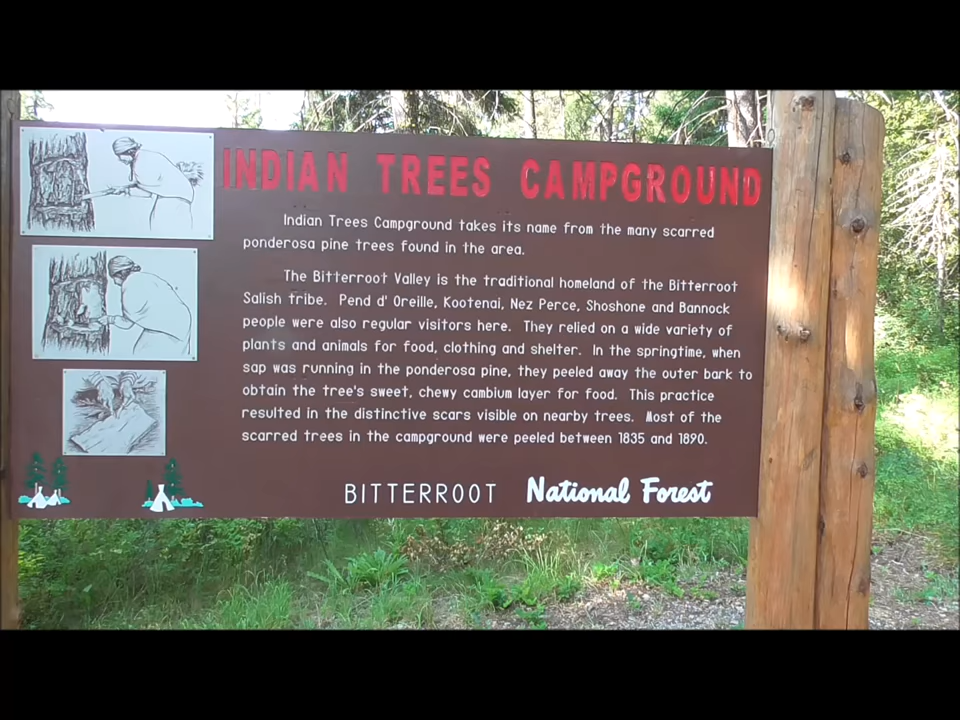 INDIAN TREES CAMPGROUND
Indian Trees Campground takes its name from the many scarred
ponderosa pine trees found in the area.
The Bitterroot Valley is the traditional homeland of the Bitterroot
Salish tribe. Pend d' Oreille, Kootenai, Nez Perce, Shoshone and Bannock
people were also regular visitors here. They relied on a wide variety of
plants and animals for food, clothing and shelter. In the springtime, when
sap was running in the ponderosa pine, they peeled away the outer bark to
obtain the tree's sweet, chewy cambium layer for food. This practice
resulted in the distinctive scars visible on nearby trees. Most of the
scarred trees in the campground were peeled between 1835 and 1890.
BITTERROOT National Forest